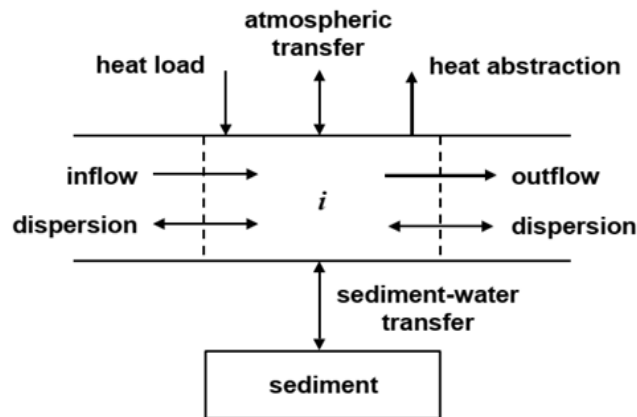 atmospheric
transfer
heat load
heat abstraction
inflow
i
outflow
dispersion
dispersion
sediment-water
transfer
sediment